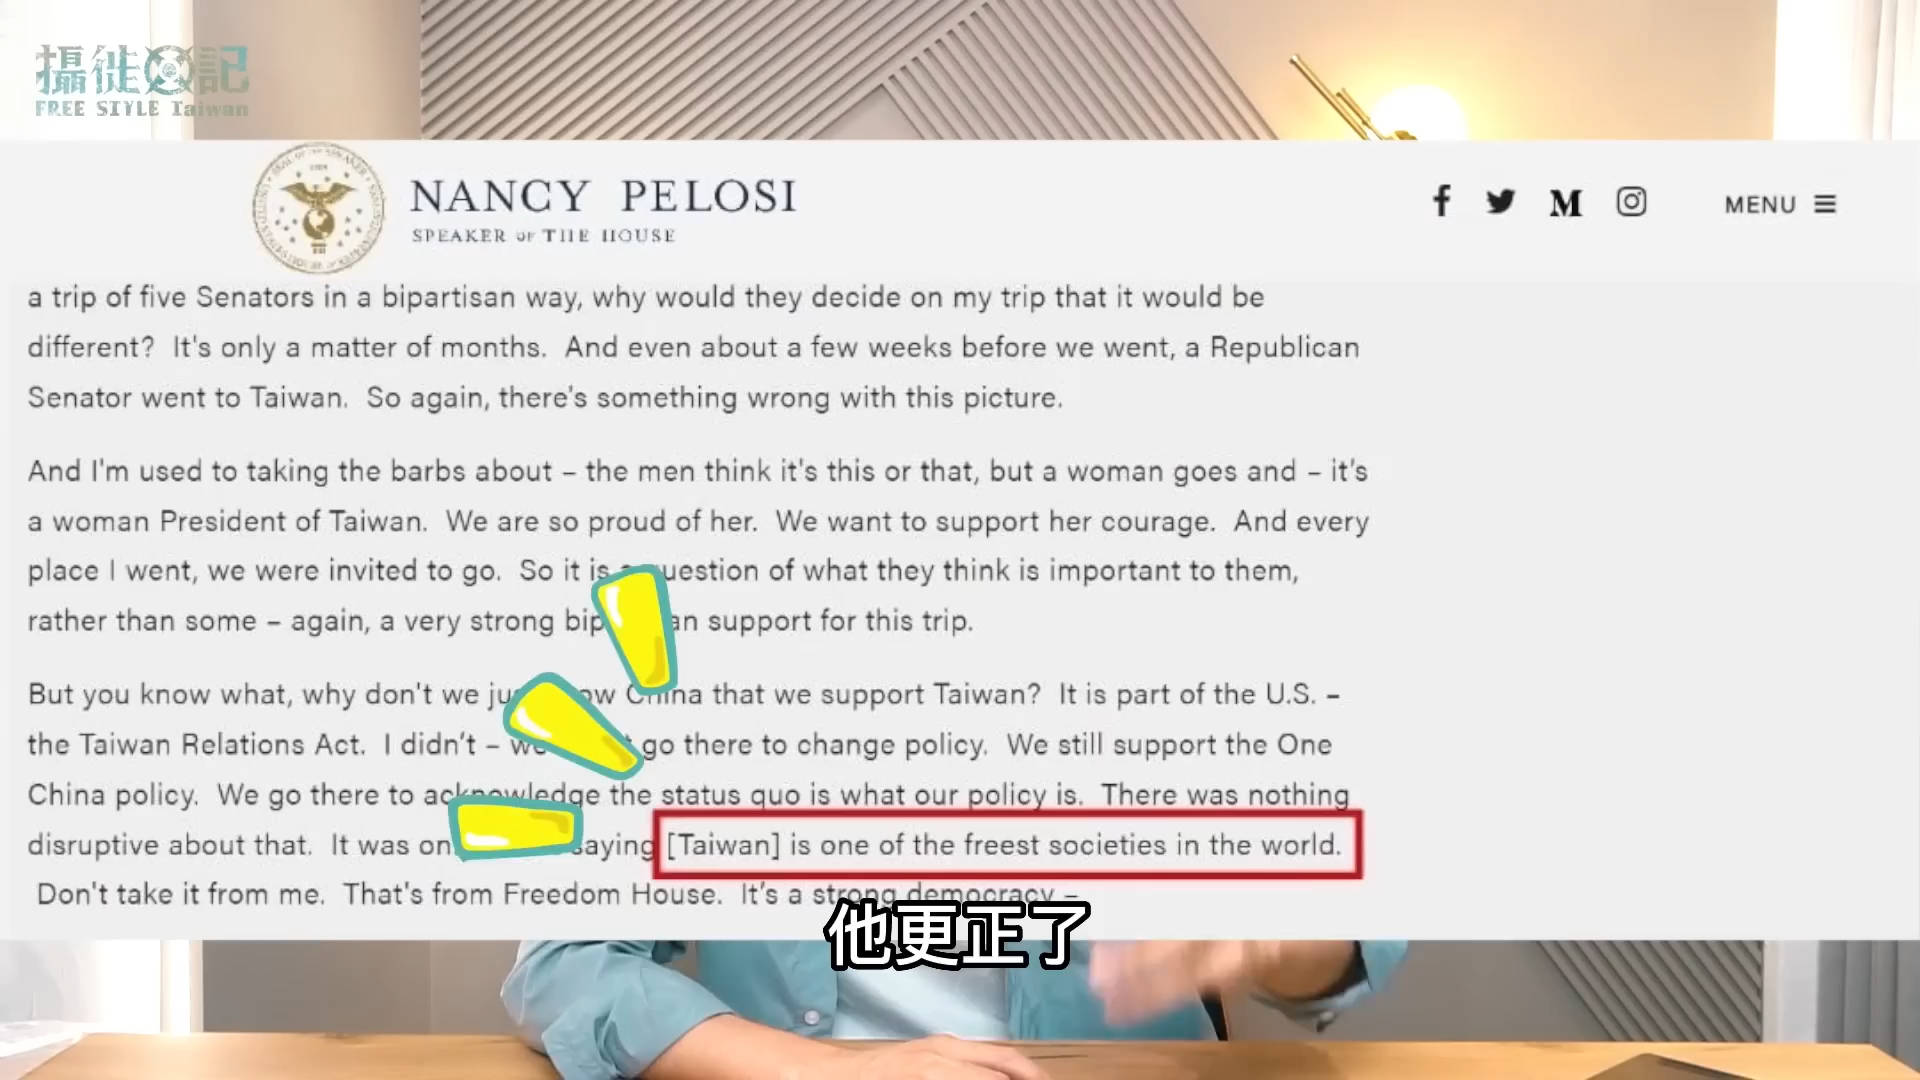 攝徒日記
FREE STYLE Taiwan
NANCY PELOSI
SPEAKER OF THE HOUSE
MENU
a trip of five Senators in a bipartisan way, why would they decide on my trip that it would be
different? It's only a matter of months. And even about a few weeks before we went, a Republican
Senator went to Taiwan. So again, there's something wrong with this picture.
And I'm used to taking the barbs about – the men think it's this or that, but a woman goes and – it's
a woman President of Taiwan. We are so proud of her. We want to support her courage. And every
place I went, we were invited to go. So it is question of what they think is important to them,
rather than some – again, a very strong support for this trip.
But you know what, why don't we China that we support Taiwan? It is part of the U.S. –
the Taiwan Relations Act. I didn't – go there to change policy. We still support the One
China policy. We go there to acknowledge the status quo is what our policy is. There was nothing
disruptive about that. It was saying [Taiwan] is one of the freest societies in the world.
Don't take it from me. That's from Freedom House. It's a strong democracy –
他更正了